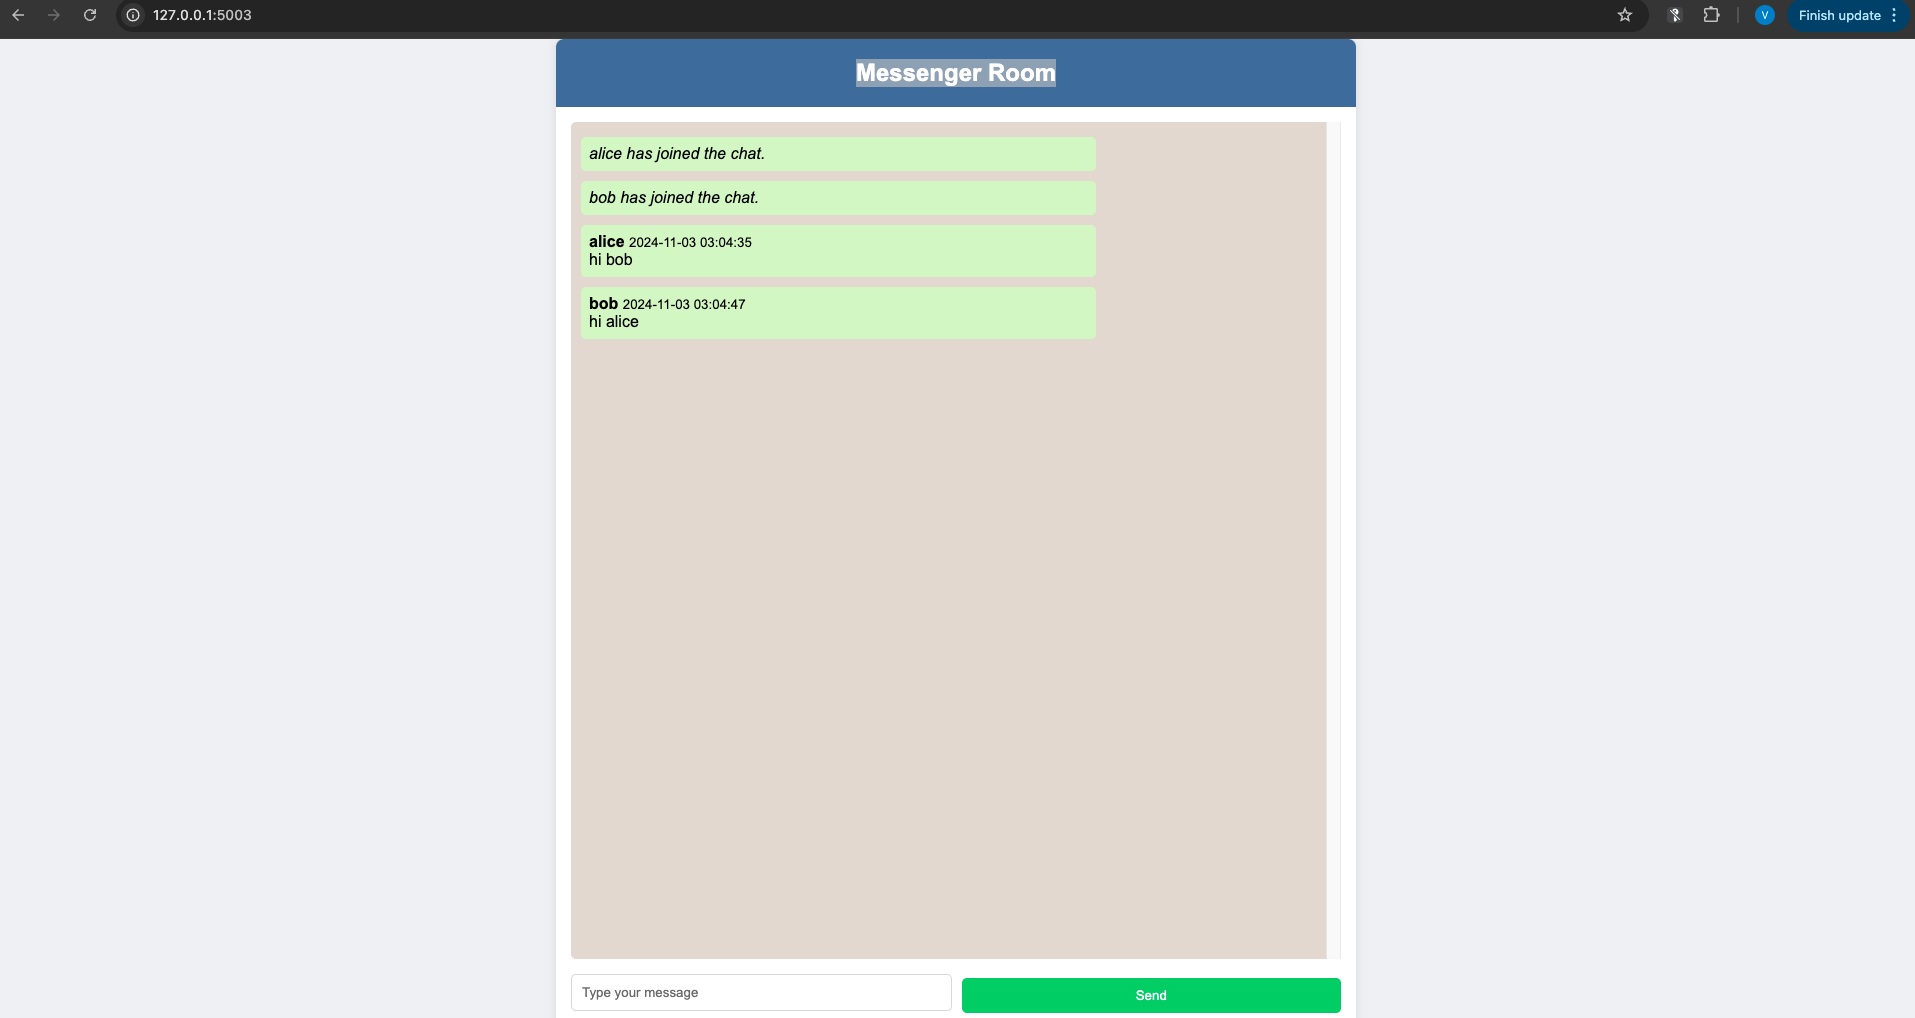 127.0.0.1:5003
V
Finish update
Messenger Room
alice has joined the chat.
bob has joined the chat.
alice 2024-11-03 03:04:35
hi bob
bob 2024-11-03 03:04:47
hi alice
Type your message
Send